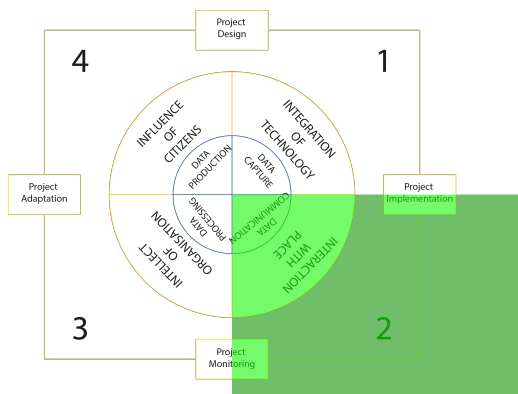 Project
Design
4
1
INFLUENCE
OF
CITIZENS
INTEGRATION
OF
TECHNOLOGY
DATA
PRODUCTION
DATA
CAPTURE
Project
Adaptation
Project
Implementation
DATA
PROCESSING
DATA
COMMUNICATION
INTELLECT
OF
ORGANISATION
INTERACTION
WITH
PLACE
3
2
Project
Monitoring